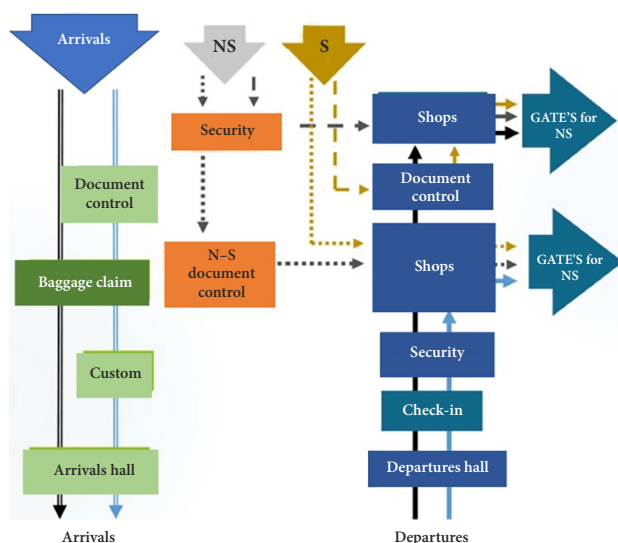 Arrivals
NS
S
Security
Shops
GATE'S for
NS
Document
control
Document
control
N–S
document
control
Shops
GATE'S for
NS
Baggage claim
Security
Custom
Check-in
Arrivals hall
Departures hall
Arrivals
Departures